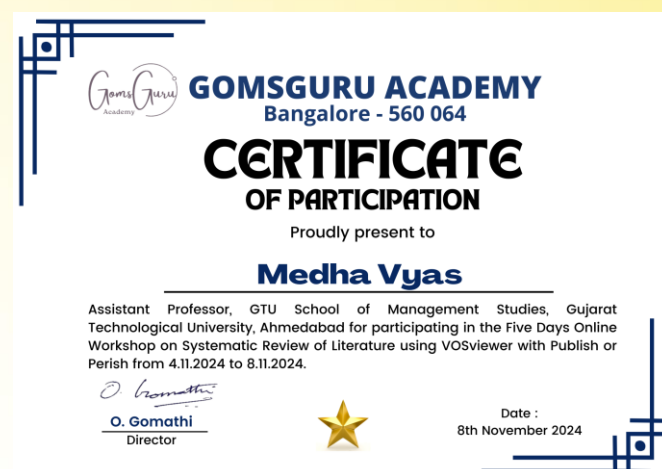 GomsGuru
Academy
GOMSGURU ACADEMY
Bangalore - 560 064
CERTIFICATE
OF PARTICIPATION
Proudly present to
Medha Vyas
Assistant Professor, GTU School of Management Studies, Gujarat
Technological University, Ahmedabad for participating in the Five Days Online
Workshop on Systematic Review of Literature using VOSviewer with Publish or
Perish from 4.11.2024 to 8.11.2024.
O. Gomathi
O. Gomathi
Director
Date :
8th November 2024